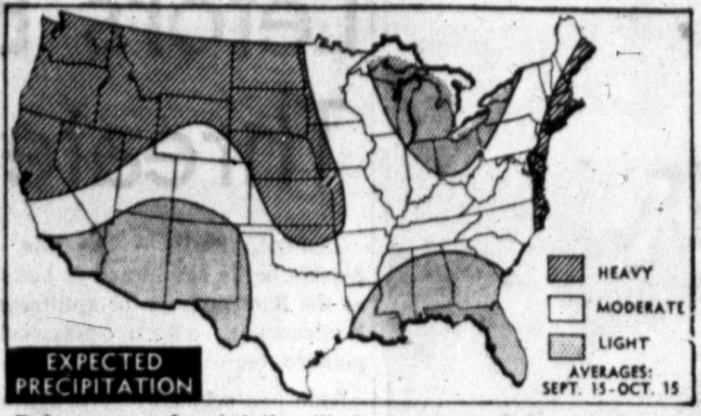 HEAVY
MODERATE
LIGHT
AVERAGES:
SEPT. 15-OCT. 15
EXPECTED
PRECIPITATION